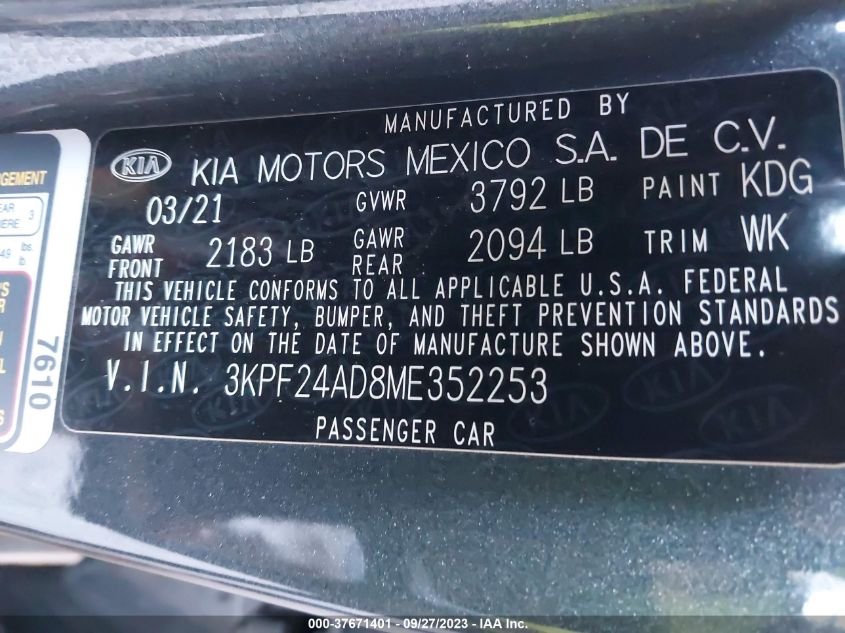 MANUFACTURED BY
KIA KIA MOTORS MEXICO S.A. DE C.V.
03/21 GVWR 3792 LB PAINT KDG
GAWR FRONT 2183 LB GAWR REAR 2094 LB TRIM WK
THIS VEHICLE CONFORMS TO ALL APPLICABLE U.S.A. FEDERAL
MOTOR VEHICLE SAFETY, BUMPER, AND THEFT PREVENTION STANDARDS
IN EFFECT ON THE DATE OF MANUFACTURE SHOWN ABOVE.
V.I.N. 3KPF24AD8ME352253
PASSENGER CAR
3
lbs.
7610
000-37671401 - 09/27/2023 - IAA Inc.